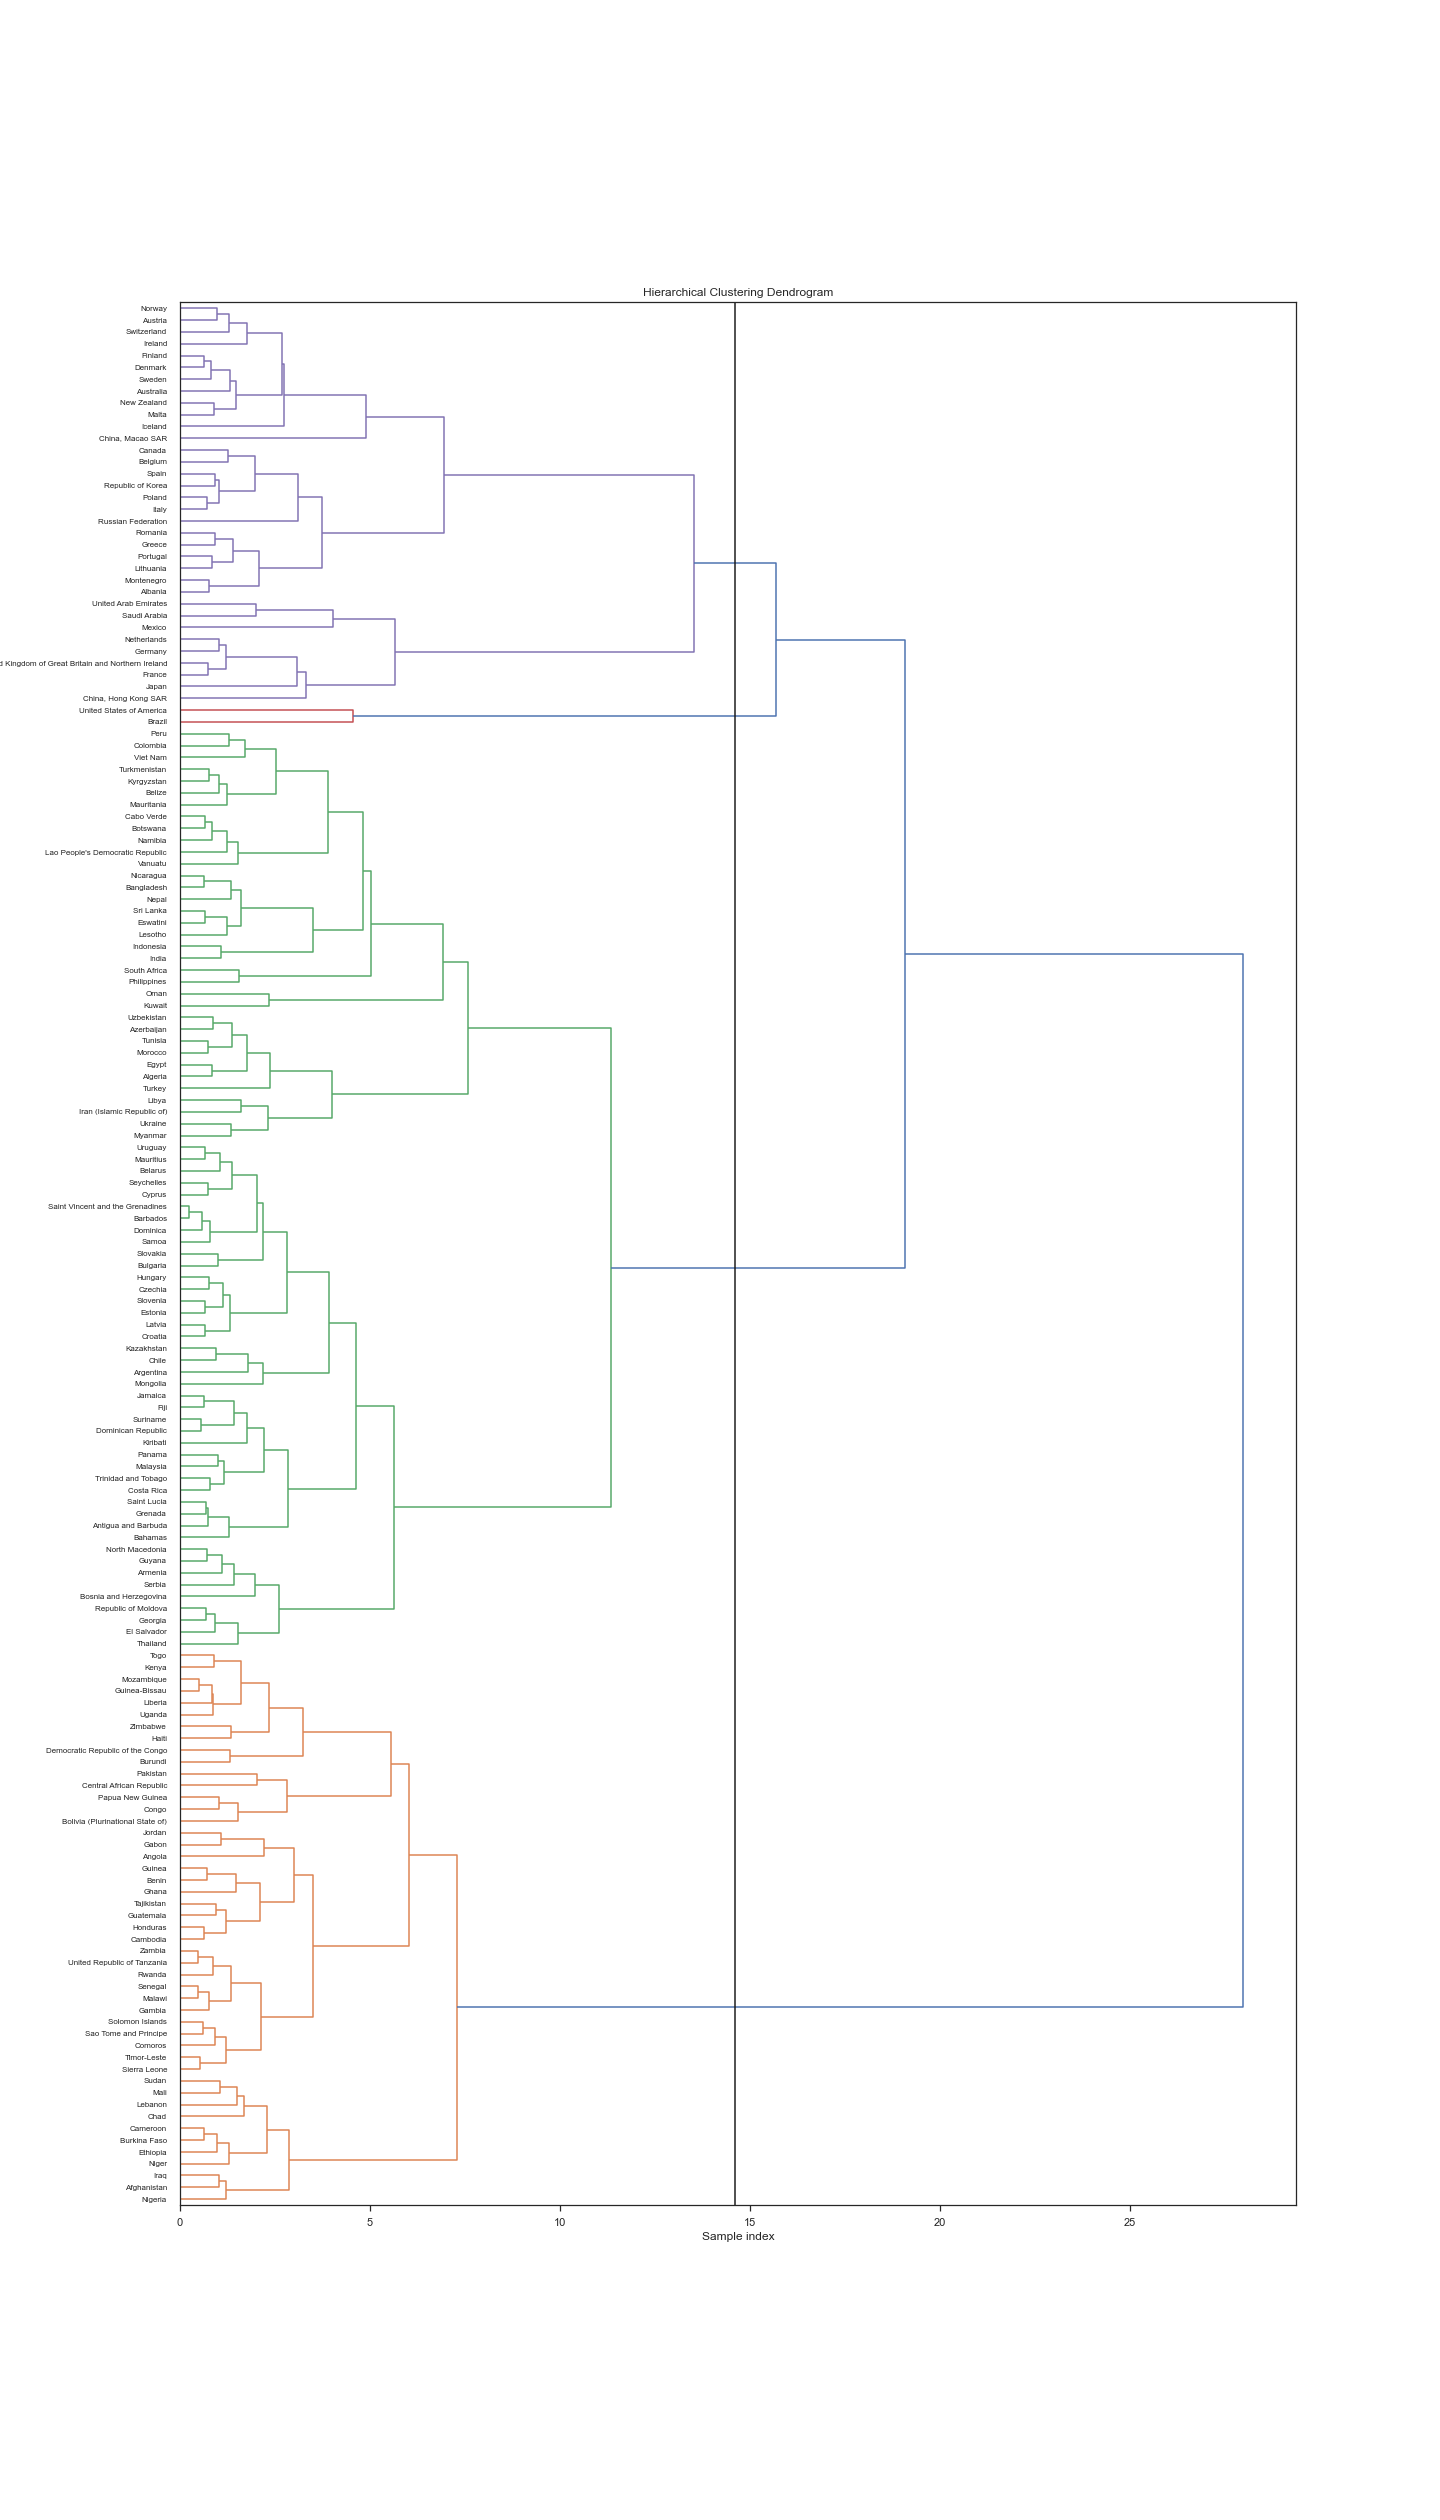 Hierarchical Clustering Dendrogram
Norway
Austria
Switzerland
Ireland
Finland
Denmark
Sweden
Australia
New Zealand
Malta
Iceland
China, Macao SAR
Canada
Belgium
Spain
Republic of Korea
Poland
Italy
Russian Federation
Romania
Greece
Portugal
Lithuania
Montenegro
Albania
United Arab Emirates
Saudi Arabia
Mexico
Netherlands
Germany
d Kingdom of Great Britain and Northern Ireland
France
Japan
China, Hong Kong SAR
United States of America
Brazil
Peru
Colombia
Viet Nam
Turkmenistan
Kyrgyzstan
Belize
Mauritania
Cabo Verde
Botswana
Namibia
Lao People's Democratic Republic
Vanuatu
Nicaragua
Bangladesh
Nepal
Sri Lanka
Eswatini
Lesotho
Indonesia
India
South Africa
Philippines
Oman
Kuwait
Uzbekistan
Azerbaijan
Tunisia
Morocco
Egypt
Algeria
Turkey
Libya
Iran (Islamic Republic of)
Ukraine
Myanmar
Uruguay
Mauritius
Belarus
Seychelles
Cyprus
Saint Vincent and the Grenadines
Barbados
Dominica
Samoa
Slovakia
Bulgaria
Hungary
Czechia
Slovenia
Estonia
Latvia
Croatia
Kazakhstan
Chile
Argentina
Mongolia
Jamaica
Fiji
Suriname
Dominican Republic
Kiribati
Panama
Malaysia
Trinidad and Tobago
Costa Rica
Saint Lucia
Grenada
Antigua and Barbuda
Bahamas
North Macedonia
Guyana
Armenia
Serbia
Bosnia and Herzegovina
Republic of Moldova
Georgia
El Salvador
Thailand
Togo
Kenya
Mozambique
Guinea-Bissau
Liberia
Uganda
Zimbabwe
Haiti
Democratic Republic of the Congo
Burundi
Pakistan
Central African Republic
Papua New Guinea
Congo
Bolivia (Plurinational State of)
Jordan
Gabon
Angola
Guinea
Benin
Ghana
Tajikistan
Guatemala
Honduras
Cambodia
Zambia
United Republic of Tanzania
Rwanda
Senegal
Malawi
Gambia
Solomon Islands
Sao Tome and Principe
Comoros
Timor-Leste
Sierra Leone
Sudan
Mali
Lebanon
Chad
Cameroon
Burkina Faso
Ethiopia
Niger
Iraq
Afghanistan
Nigeria
0 5 10 15 20 25
Sample index